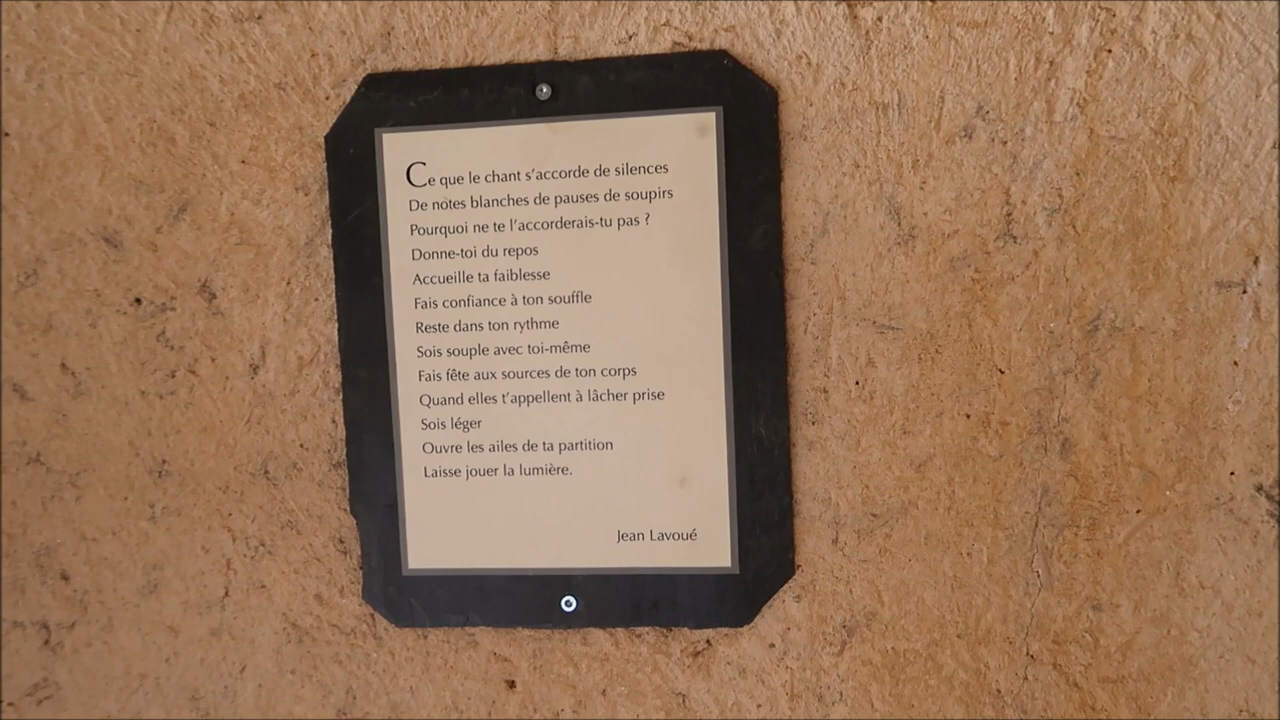 Ce que le chant s'accorde de silences
De notes blanches de pauses de soupirs
Pourquoi ne te l'accorderais-tu pas ?
Donne-toi du repos
Accueille ta faiblesse
Fais confiance à ton souffle
Reste dans ton rythme
Sois souple avec toi-même
Fais fête aux sources de ton corps
Quand elles t'appellent à lâcher prise
Sois léger
Ouvre les ailes de ta partition
Laisse jouer la lumière.
Jean Lavoué